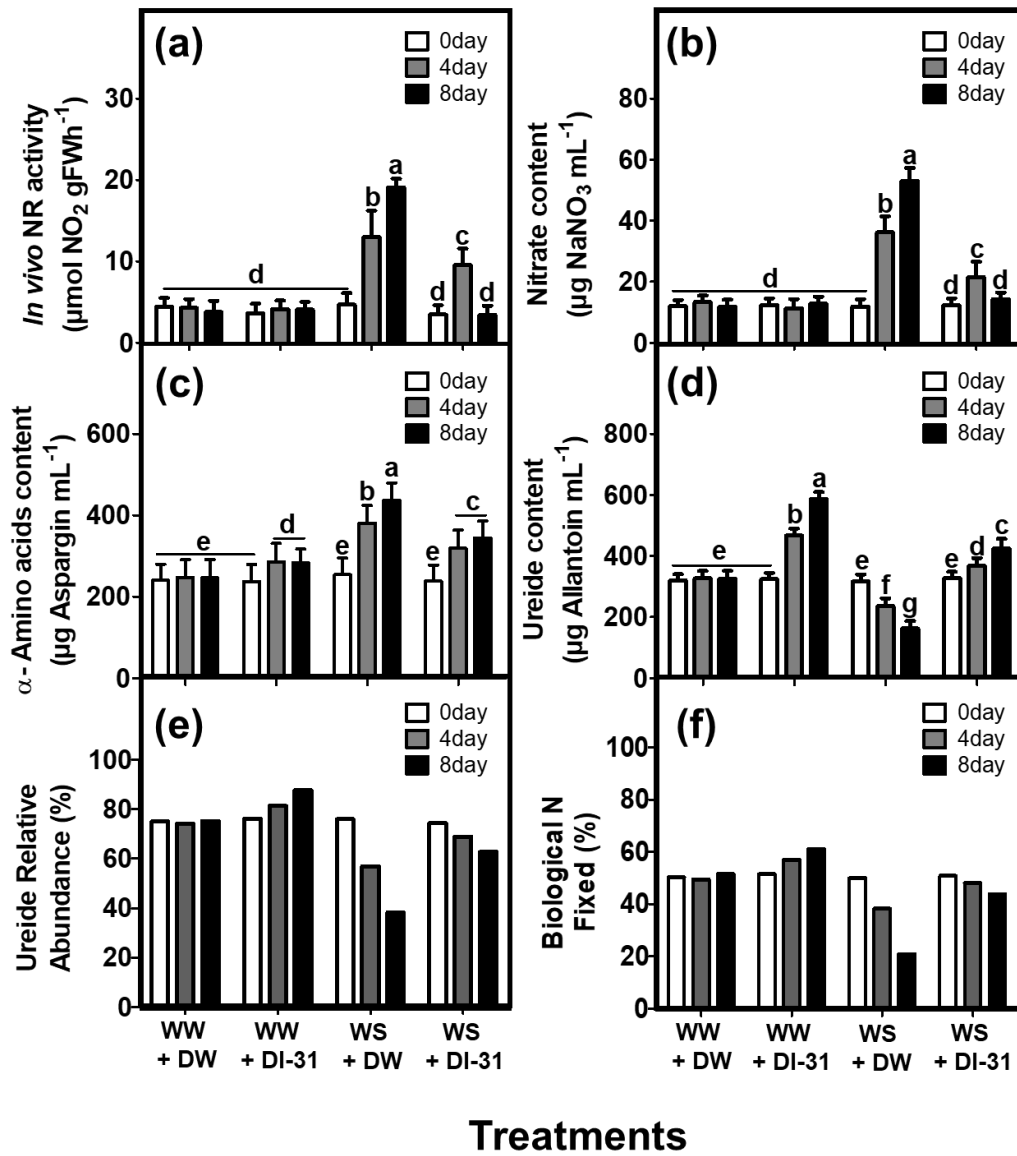 (a)
0day
4day
8day
In vivo NR activity
(µmol NO2 gFWh-1)
30
20
10
0
d
b
a
d
c
d
(b)
0day
4day
8day
Nitrate content
(µg NaNO3 mL-1)
80
60
40
20
0
d
b
a
d
c
d
(c)
0day
4day
8day
α- Amino acids content
(µg Aspargin mL-1)
600
400
200
0
e
d
e
b
a
e
c
(d)
0day
4day
8day
Ureide content
(µg Allantoin mL-1)
800
600
400
200
0
e
b
a
e
f
g
e
d
c
(e)
0day
4day
8day
Ureide Relative
Abundance (%)
100
80
60
40
20
0
WW
+ DW
WW
+ DI-31
WS
+ DW
WS
+ DI-31
(f)
0day
4day
8day
Biological N
Fixed (%)
100
80
60
40
20
0
WW
+ DW
WW
+ DI-31
WS
+ DW
WS
+ DI-31
Treatments